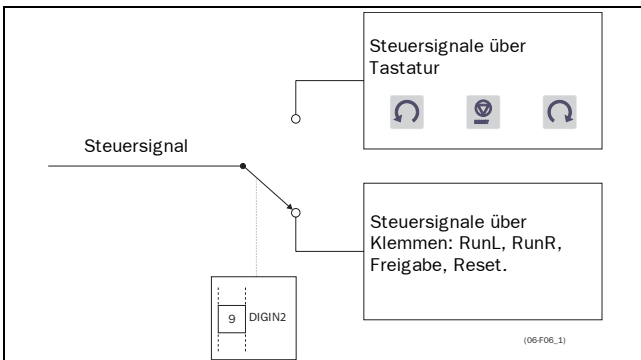 Steuersignale über
Tastatur
Steuersignal
Steuersignale über
Klemmen: RunL, RunR,
Freigabe, Reset.
9 DIGIN2
(06-F06_1)